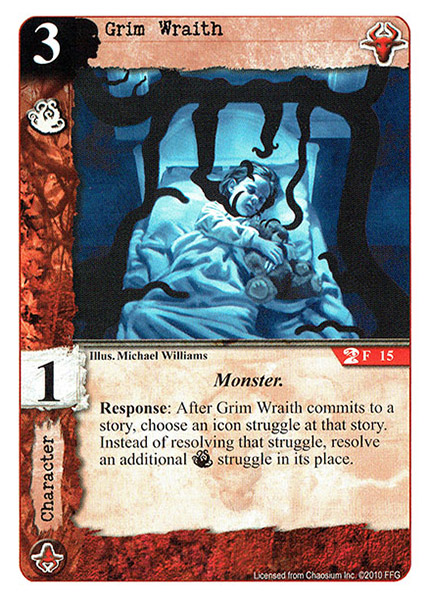 3
Grim Wraith
Illus. Michael Williams
F 15
1
Monster.
Response: After Grim Wraith commits to a
story, choose an icon struggle at that story.
Instead of resolving that struggle, resolve
an additional struggle in its place.
Character
Licensed from Chaosium Inc. ©2010 FFG